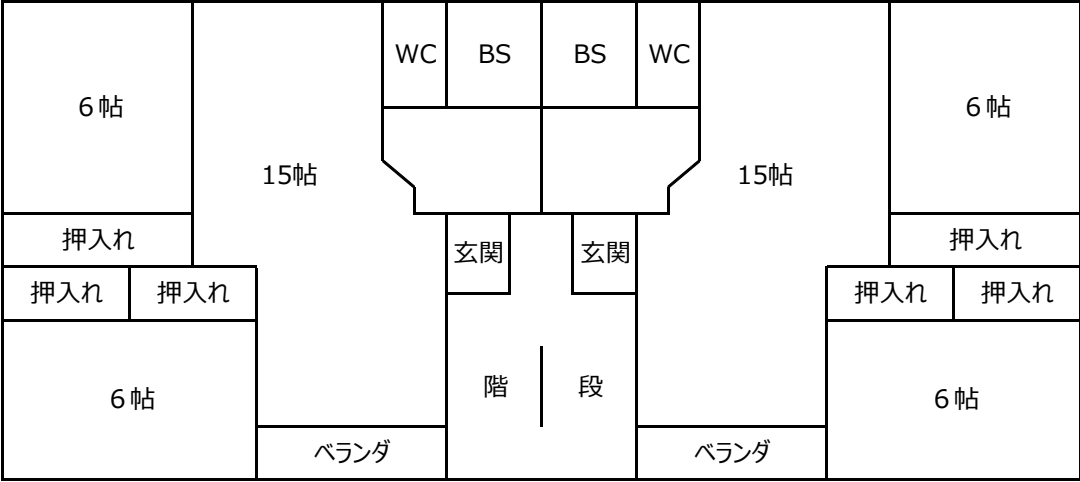 WC BS BS WC
６帖 ６帖
15帖 15帖
押入れ 押入れ
玄関 玄関
押入れ 押入れ 押入れ 押入れ
階 段
６帖 ６帖
ベランダ ベランダ